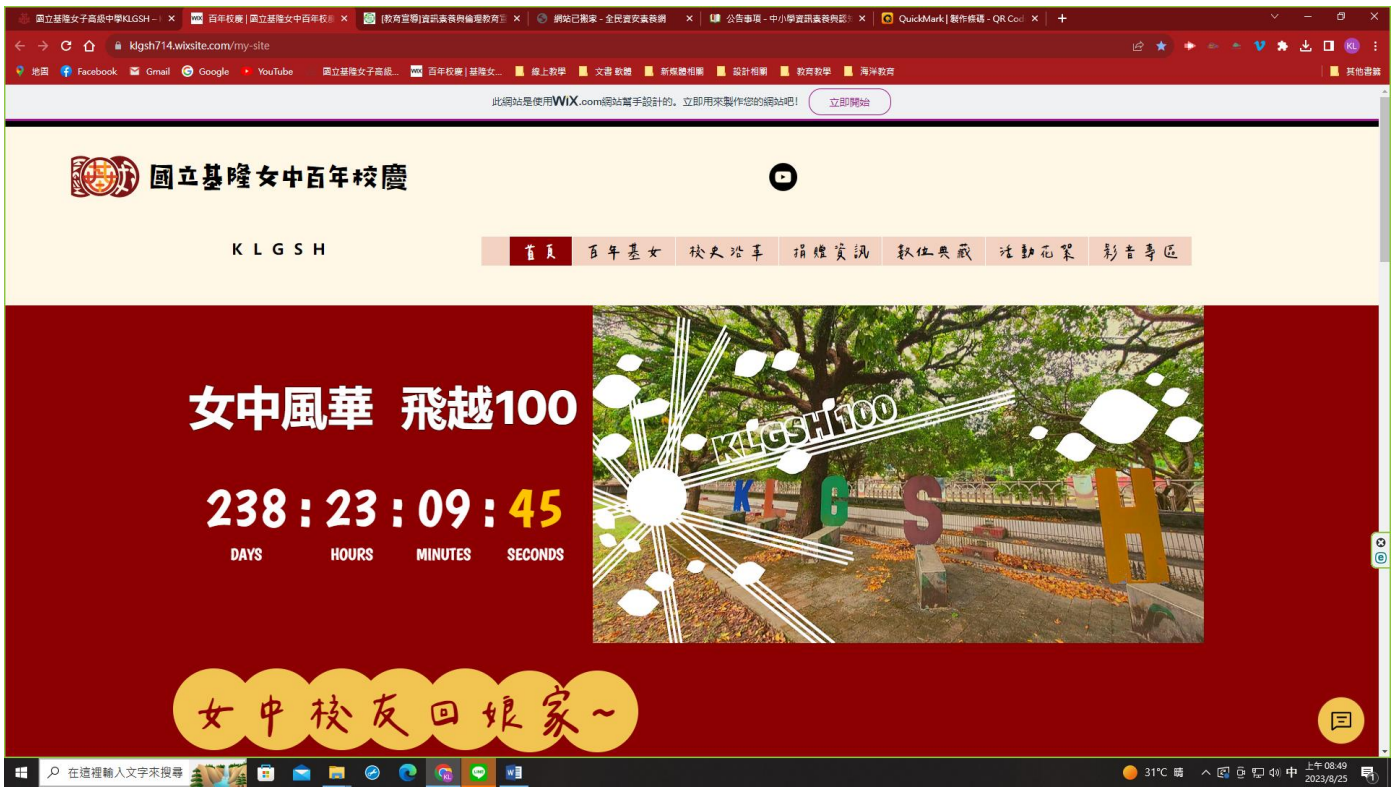 國立基隆女子高級中學KLGSH –
百年校慶 | 國立基隆女中百年校
[教育宣導]資訊素養與倫理教育
網站已搬家 - 全民資安素養網
公告事項 - 中小學資訊素養與認
QuickMark | 製作條碼 - QR Cod
klgsh714.wixsite.com/my-site
KL
地圖 Facebook Gmail Google YouTube 國立基隆女子高級... 百年校慶 | 基隆女... 線上教學 文書軟體 新媒體相關 設計相關 教育教學 海洋教育 其他書籤
此網站是使用WiX.com網站幫手設計的。立即用來製作您的網站吧! 立即開始
國立基隆女中百年校慶
KLGSH
首頁 百年基女 校史沿革 捐贈資訊 數位典藏 活動花絮 影音專區
女中風華 飛越100
238 : 23 : 09 : 45
DAYS HOURS MINUTES SECONDS
KLGSH 100
K L G S H
女中校友回娘家~
在這裡輸入文字來搜尋
31°C 晴
中
上午 08:49
2023/8/25